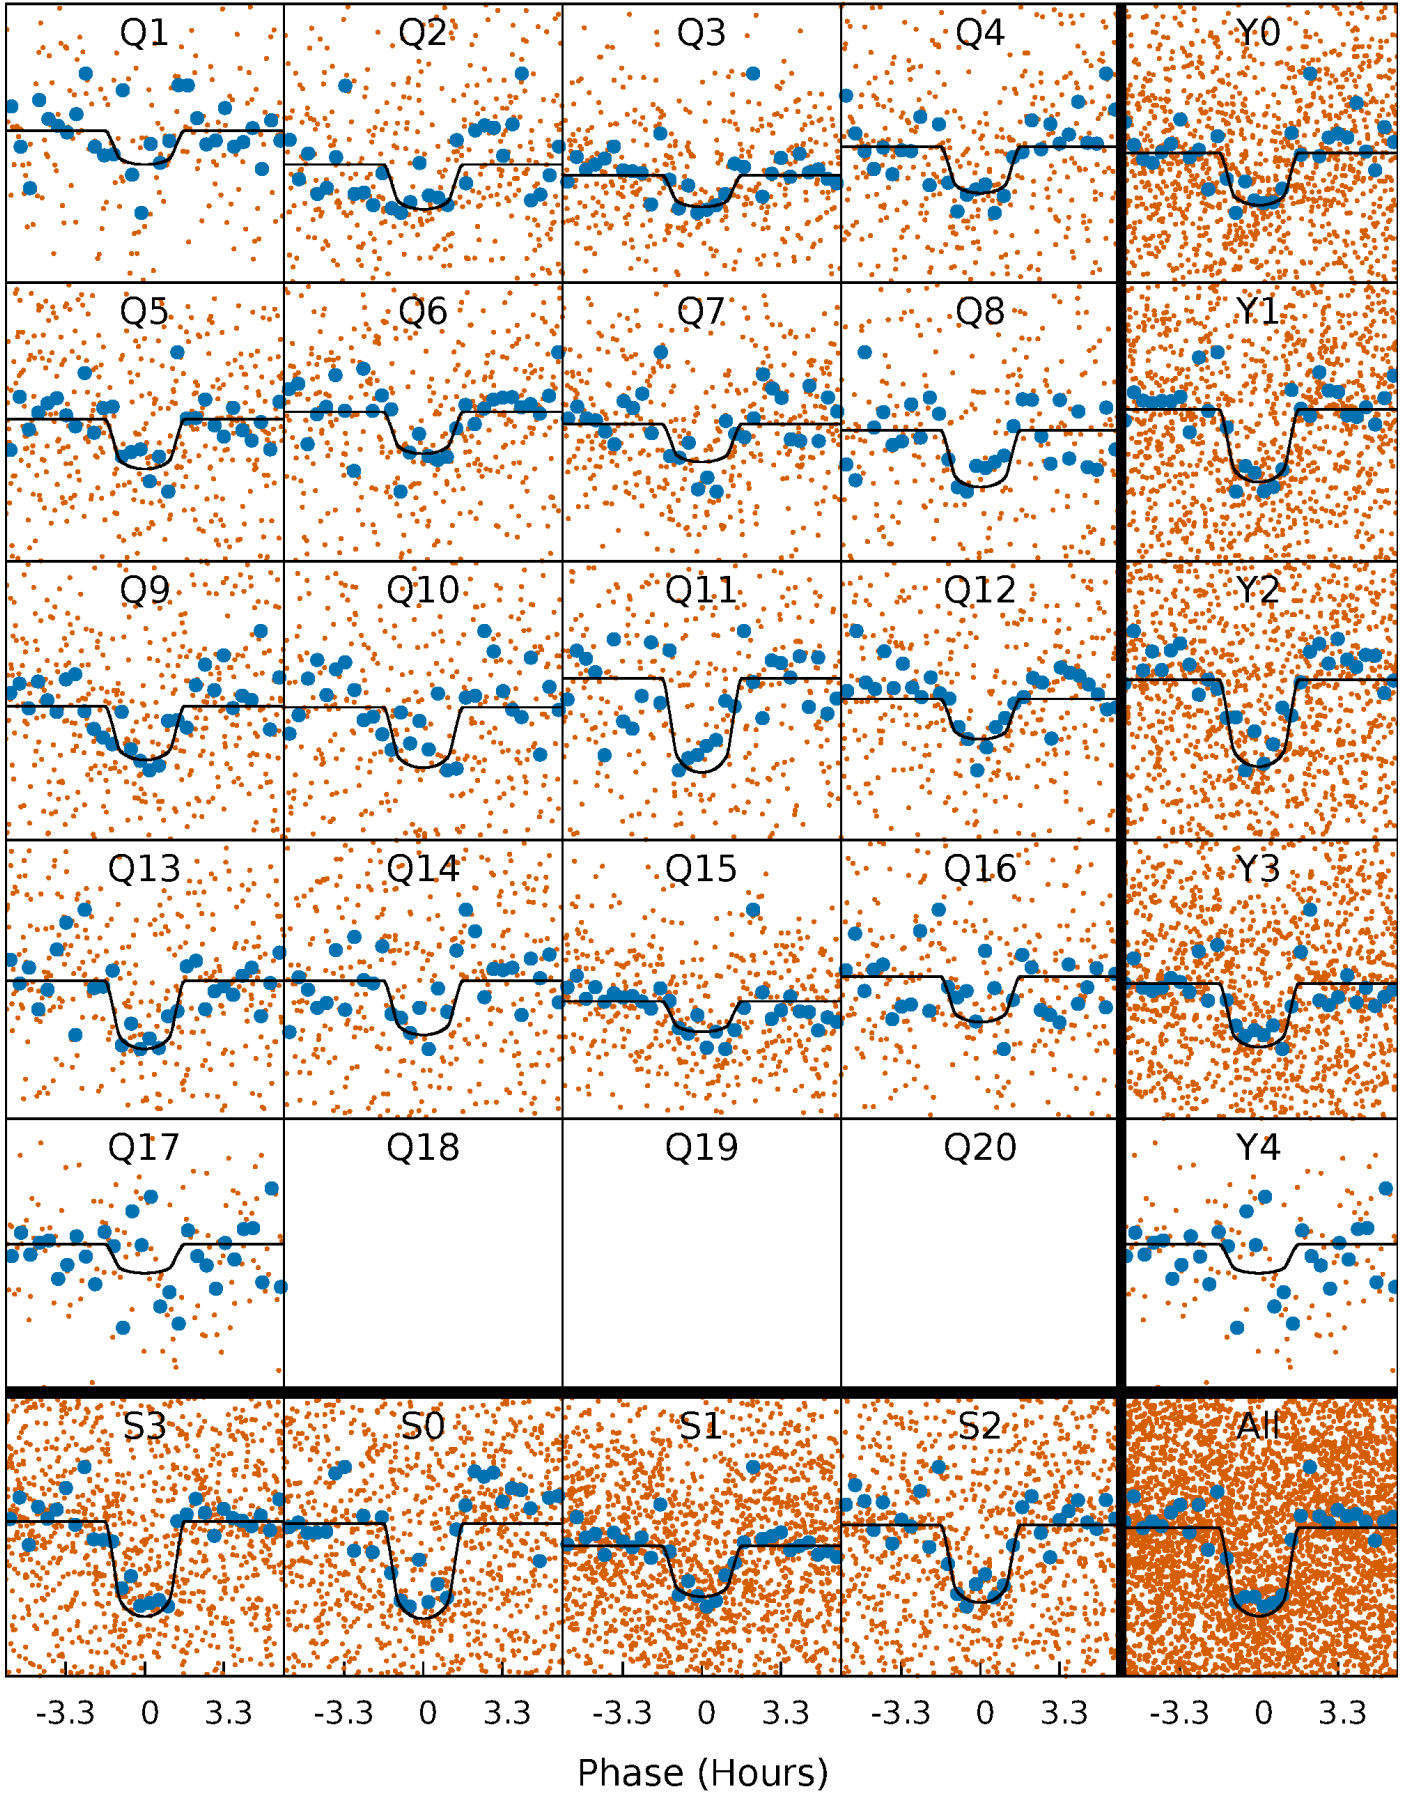 Q1 Q2 Q3 Q4 Y0
Q5 Q6 Q7 Q8 Y1
Q9 Q10 Q11 Q12 Y2
Q13 Q14 Q15 Q16 Y3
Q17 Q18 Q19 Q20 Y4
S3 S0 S1 S2 All
-3.3 0 3.3 -3.3 0 3.3 -3.3 0 3.3 -3.3 0 3.3 -3.3 0 3.3
Phase (Hours)